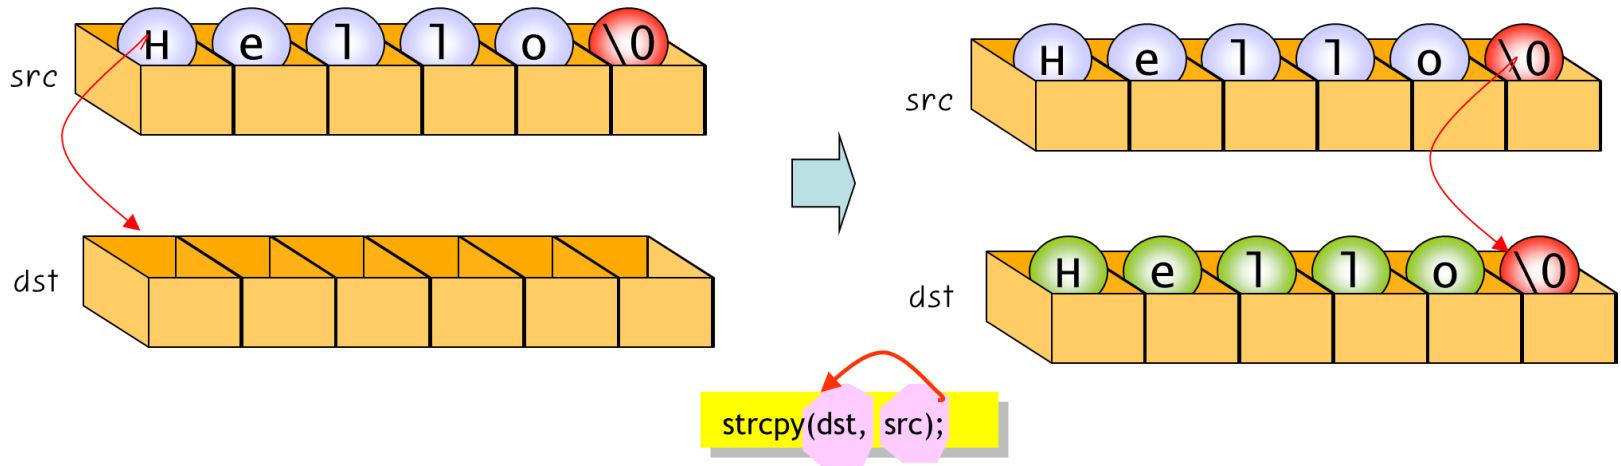 H e l l o \0
src
dst
H e l l o \0
src
H e l l o \0
dst
strcpy(dst, src);